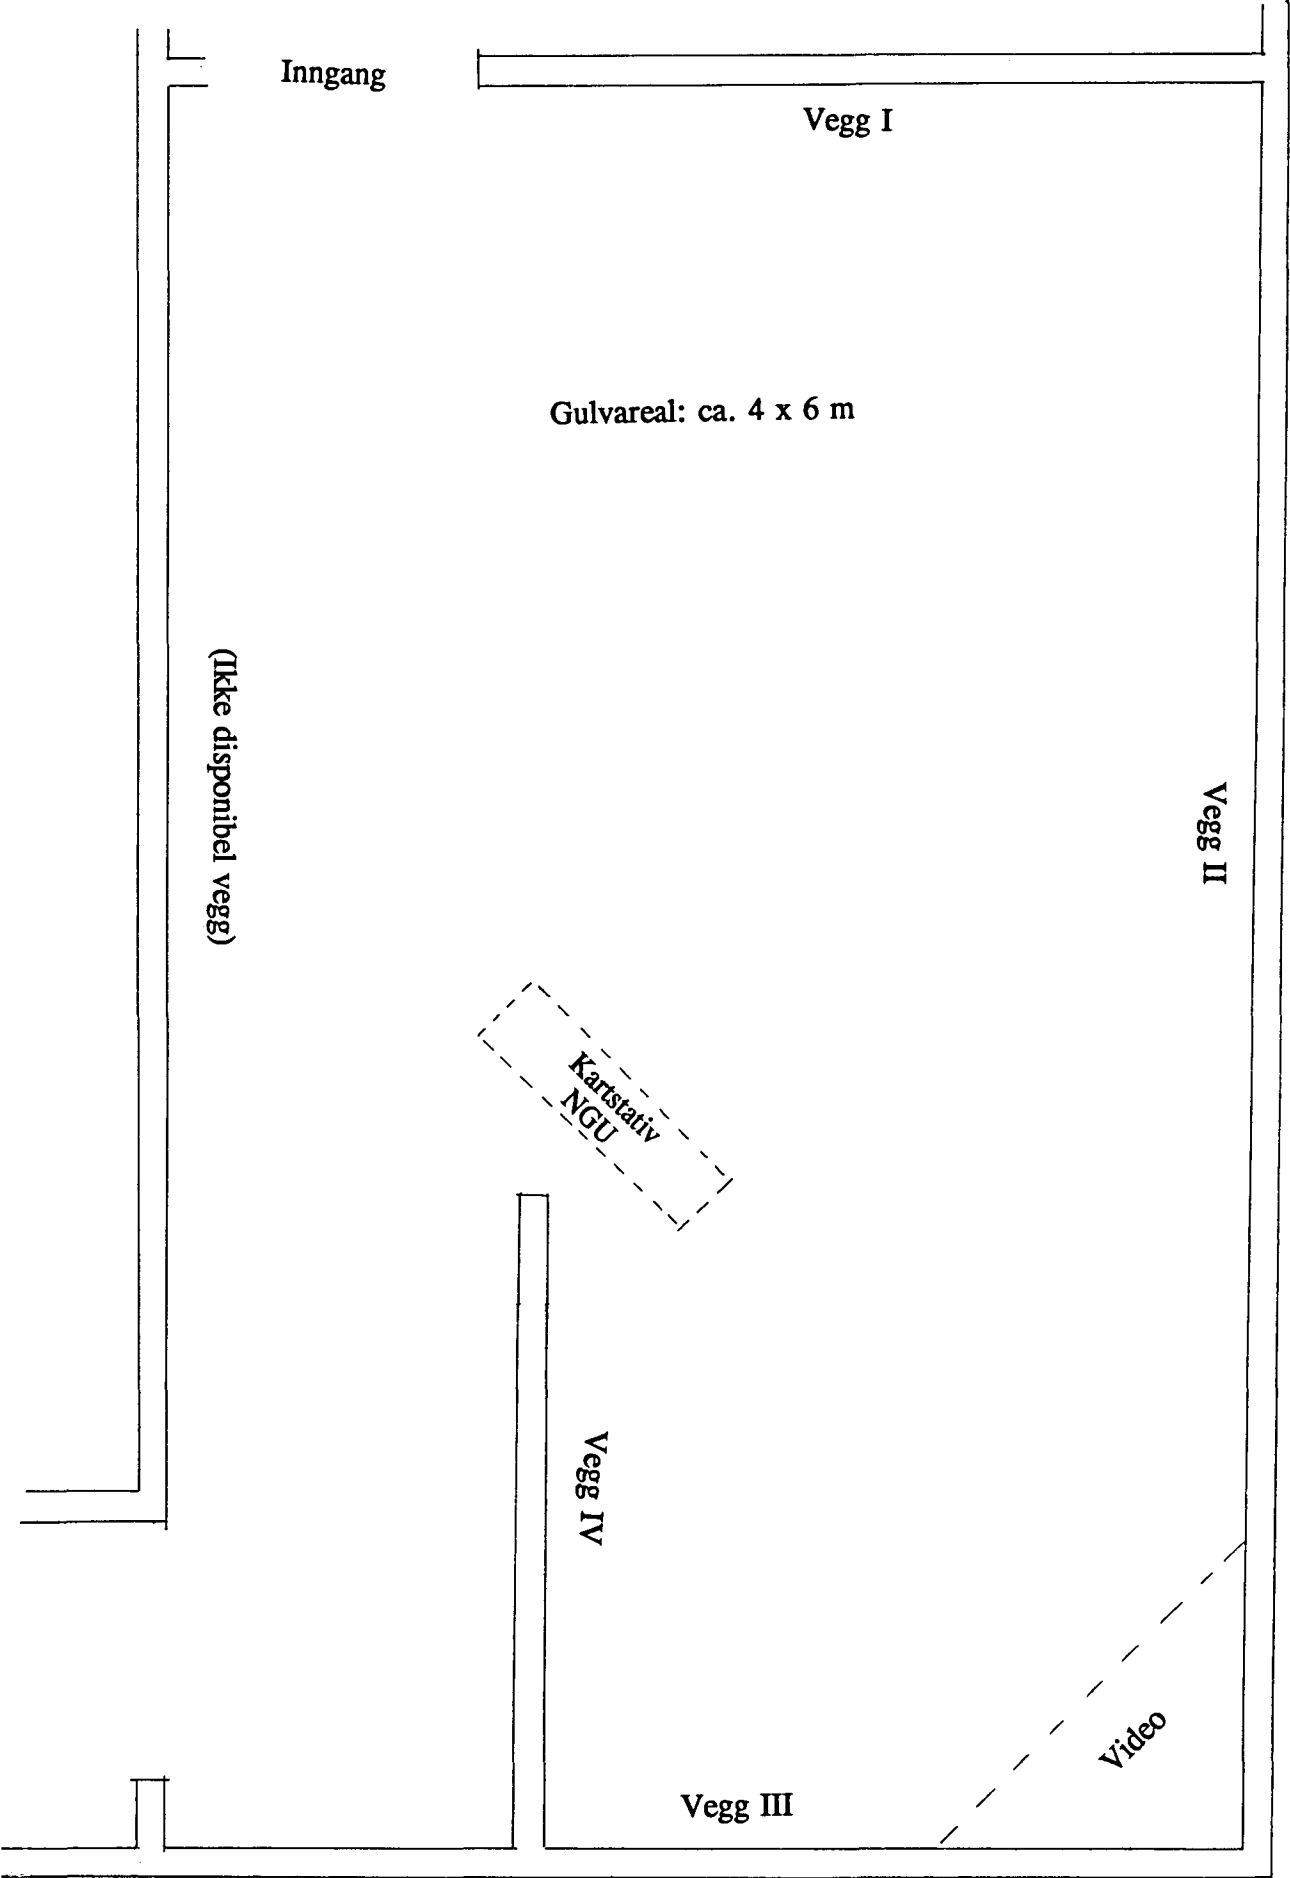 Inngang
Vegg I
Gulvareal: ca. 4 x 6 m
(Ikke disponibel vegg)
Vegg II
Kartstativ
NGU
Vegg IV
Video
Vegg III